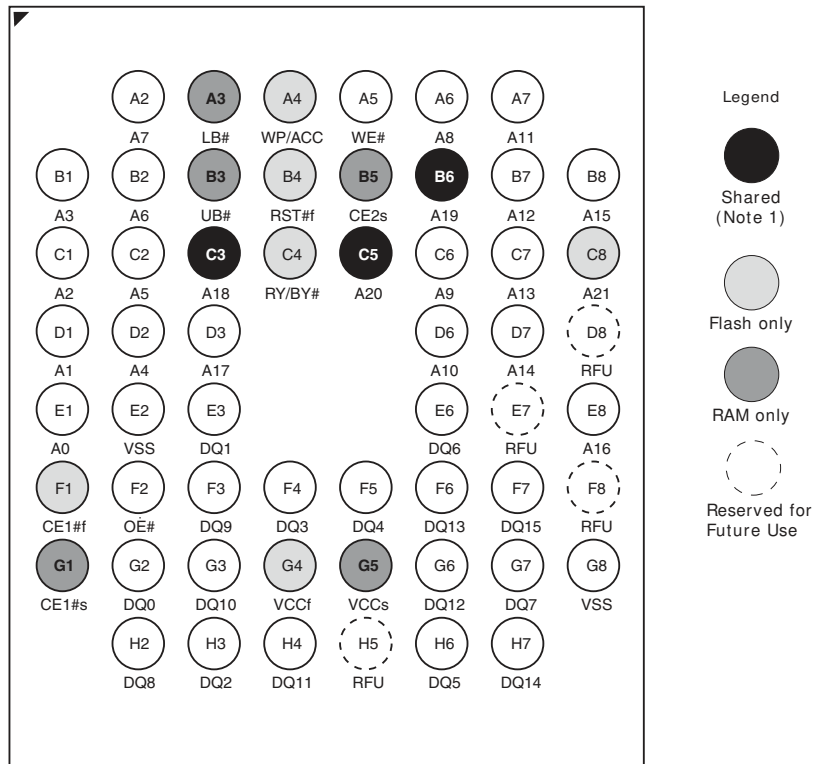 A2 A3 A4 A5 A6 A7
A7 LB# WP/ACC WE# A8 A11
B1 B2 B3 B4 B5 B6 B7 B8
A3 A6 UB# RST#f CE2s A19 A12 A15
C1 C2 C3 C4 C5 C6 C7 C8
A2 A5 A18 RY/BY# A20 A9 A13 A21
D1 D2 D3 D6 D7 D8
A1 A4 A17 A10 A14 RFU
E1 E2 E3 E6 E7 E8
A0 VSS DQ1 DQ6 RFU A16
F1 F2 F3 F4 F5 F6 F7 F8
CE1#f OE# DQ9 DQ3 DQ4 DQ13 DQ15 RFU
G1 G2 G3 G4 G5 G6 G7 G8
CE1#s DQ0 DQ10 VCCf VCCs DQ12 DQ7 VSS
H2 H3 H4 H5 H6 H7
DQ8 DQ2 DQ11 RFU DQ5 DQ14
Legend
Shared
(Note 1)
Flash only
RAM only
Reserved for
Future Use